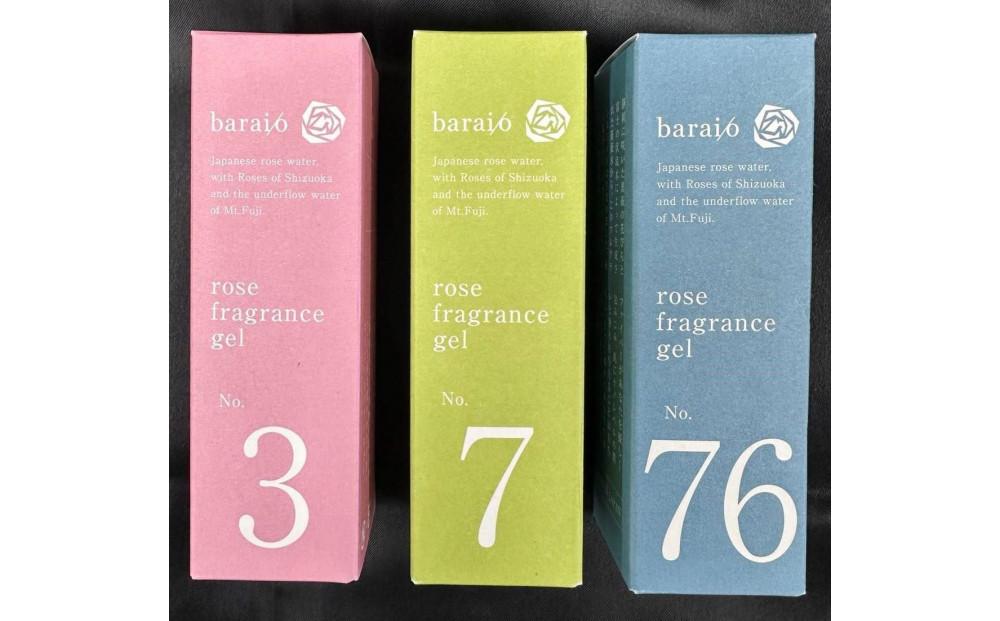 barairo
Japanese rose water,
with Roses of Shizuoka
and the underflow water
of Mt.Fuji.
rose
fragrance
gel
No.
3
barairo
Japanese rose water,
with Roses of Shizuoka
and the underflow water
of Mt.Fuji.
rose
fragrance
gel
No.
7
barairo
Japanese rose water,
with Roses of Shizuoka
and the underflow water
of Mt.Fuji.
rose
fragrance
gel
No.
76